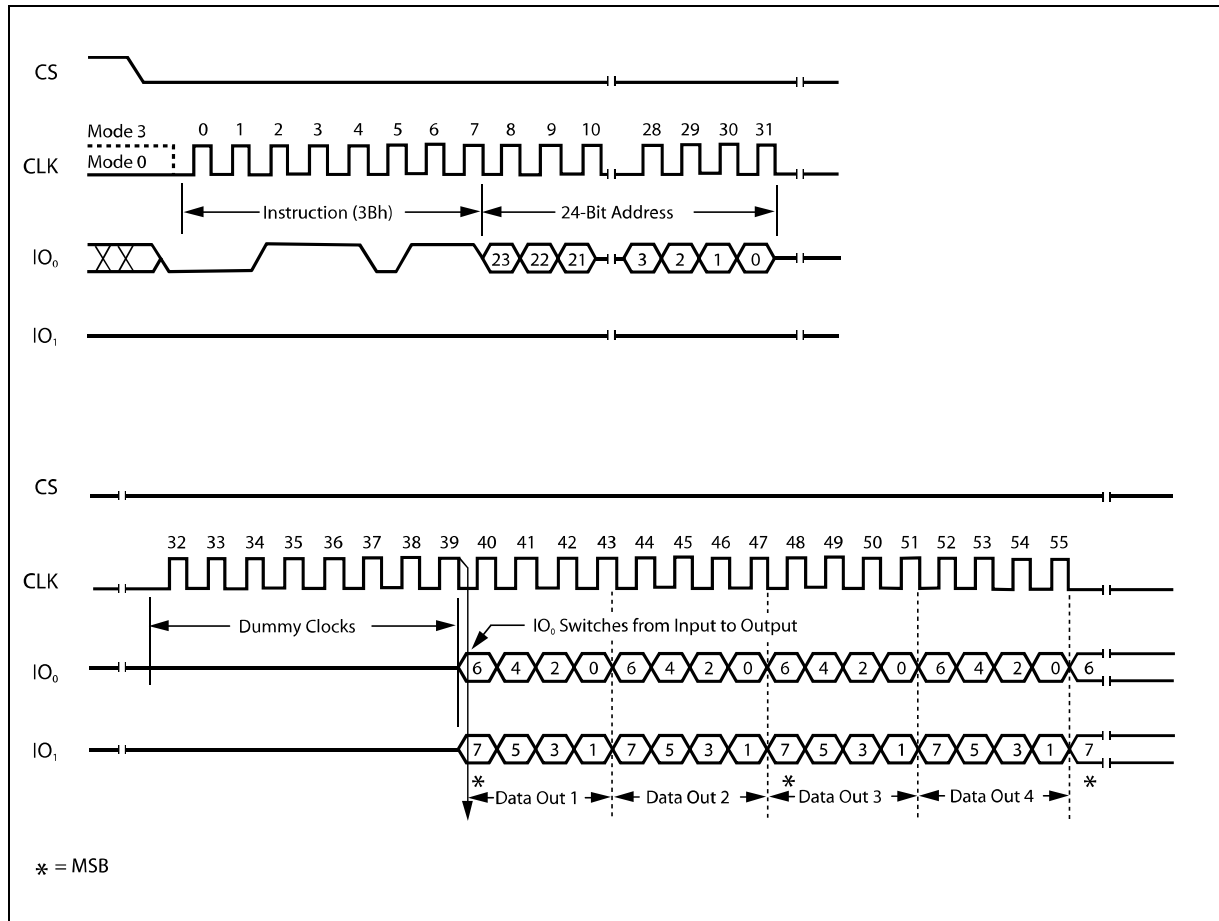 CS
Mode 3
0 1 2 3 4 5 6 7 8 9 10 28 29 30 31
CLK
Mode 0
Instruction (3Bh) 24-Bit Address
IO₀ 23 22 21 3 2 1 0
IO₁
CS
32 33 34 35 36 37 38 39 40 41 42 43 44 45 46 47 48 49 50 51 52 53 54 55
CLK
Dummy Clocks IO₀ Switches from Input to Output
IO₀ 6 4 2 0 6 4 2 0 6 4 2 0 6 4 2 0 6
IO₁ 7 5 3 1 7 5 3 1 7 5 3 1 7 5 3 1 7
* * *
Data Out 1 Data Out 2 Data Out 3 Data Out 4
* = MSB